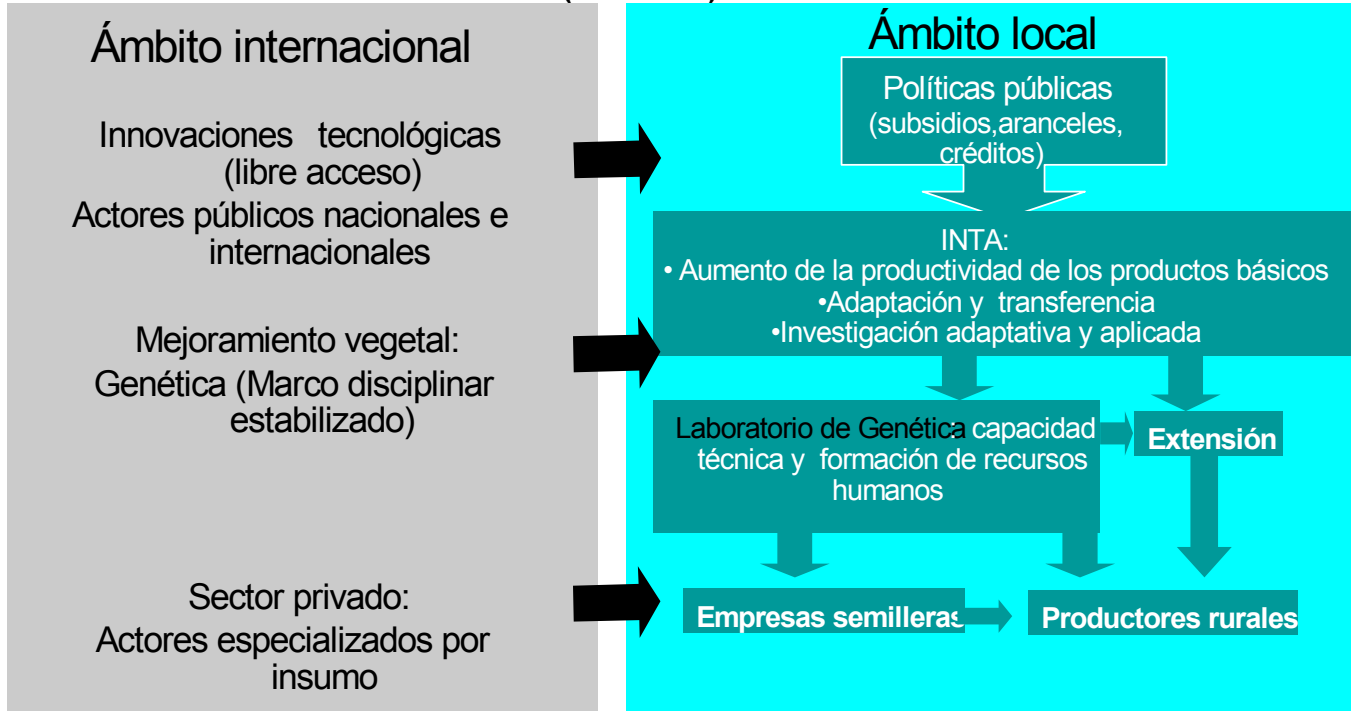 Ámbito internacional
Innovaciones tecnológicas
(libre acceso)
Actores públicos nacionales e
internacionales
Mejoramiento vegetal:
Genética (Marco disciplinar
estabilizado)
Sector privado:
Actores especializados por
insumo
Ámbito local
Políticas públicas
(subsidios,aranceles,
créditos)
INTA:
• Aumento de la productividad de los productos básicos
•Adaptación y transferencia
•Investigación adaptativa y aplicada
Laboratorio de Genética: capacidad
técnica y formación de recursos
humanos
Extensión
Empresas semilleras
Productores rurales